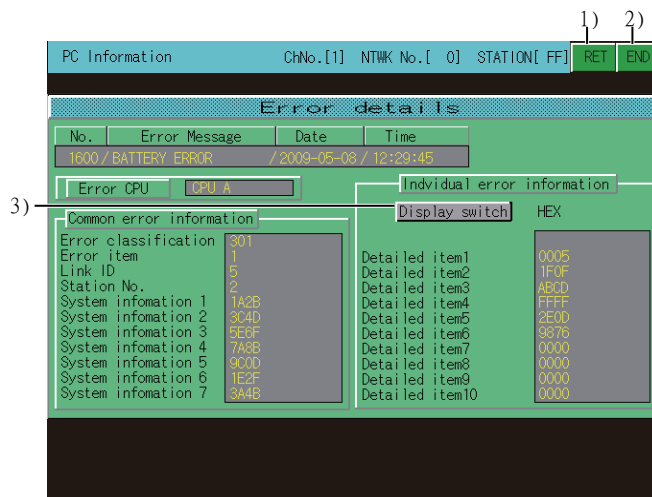 1) 2)
PC Information ChNo.[1] NTWK No.[ 0] STATION[ FF] RET END
Error details
No. Error Message Date Time
1600 / BATTERY ERROR / 2009-05-08 / 12:29:45
Error CPU CPU A
Indvidual error information
3)
Display switch HEX
Common error information
Error classification 301
Error item 1
Link ID 5
Station No. 2
System infomation 1 1A2B
System infomation 2 3C4D
System infomation 3 5E6F
System infomation 4 7A8B
System infomation 5 9C0D
System infomation 6 1E2F
System infomation 7 3A4B
Detailed item1 0005
Detailed item2 1F0F
Detailed item3 ABCD
Detailed item4 FFFF
Detailed item5 2E0D
Detailed item6 9876
Detailed item7 0000
Detailed item8 0000
Detailed item9 0000
Detailed item10 0000